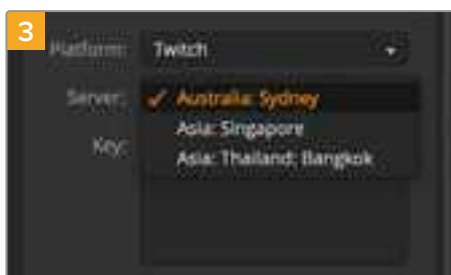 3
Platform: Twitch
Server: ✓ Australia: Sydney
Asia: Singapore
Key:
Asia: Thailand: Bangkok